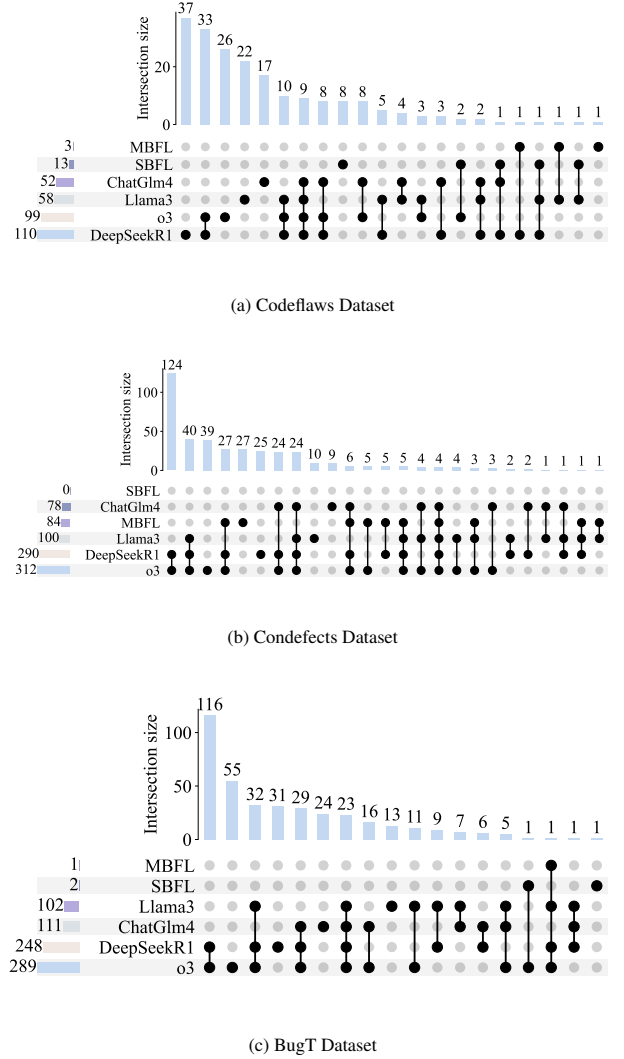 37 33 26 22 17 10 9 8 8 8 5 4 3 3 2 2 1 1 1 1 1 1
Intersection size
20
0
3 MBFL
13 SBFL
52 ChatGlm4
58 Llama3
99 o3
110 DeepSeekR1
(a) Codeflaws Dataset
124 40 39 27 27 25 24 24 10 9 6 5 5 5 4 4 4 3 3 2 2 1 1 1 1
Intersection size
100
50
0
0 SBFL
78 ChatGlm4
84 MBFL
100 Llama3
290 DeepSeekR1
312 o3
(b) Condefects Dataset
116 55 32 31 29 24 23 16 13 11 9 7 6 5 1 1 1 1
Intersection size
100
50
0
1 MBFL
2 SBFL
102 Llama3
111 ChatGlm4
248 DeepSeekR1
289 o3
(c) BugT Dataset